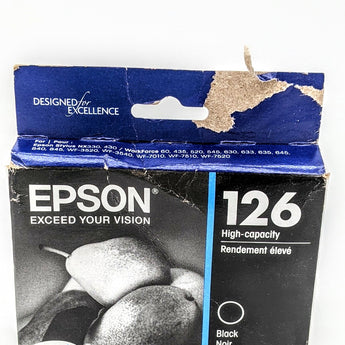 DESIGNED for
EXCELLENCE
For | Pour
Epson Stylus NX330, 430 / WorkForce 60, 435, 520, 545, 630, 633, 635, 645,
840, 845, WF-3520, WF-3540, WF-7010, WF-7510, WF-7520
EPSON®
EXCEED YOUR VISION
126
High-capacity
Rendement élevé
Black
Noir